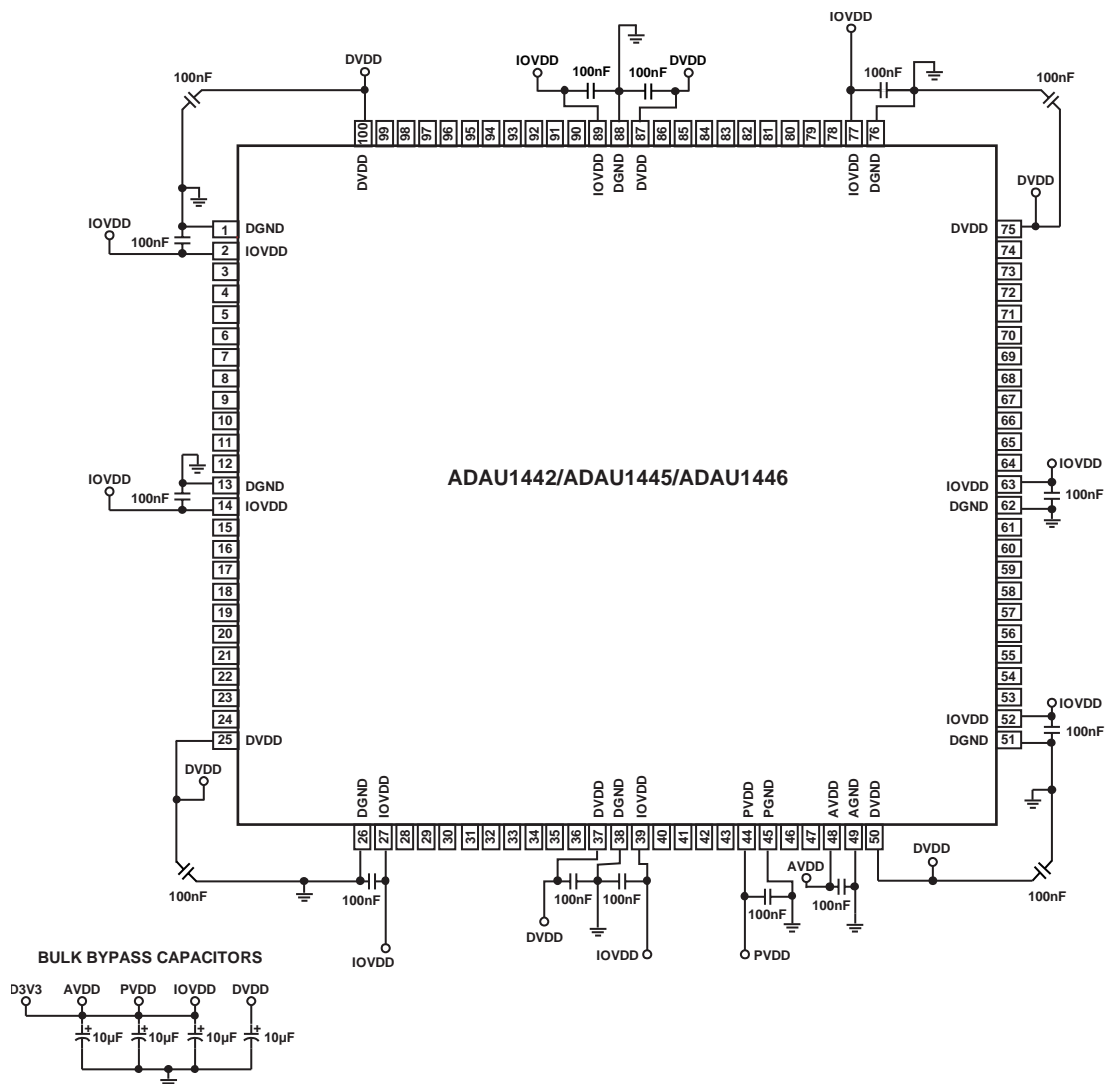 IOVDD
DVDD
IOVDD
DVDD
100nF
100nF
100nF
100nF
100nF
100
99
98
97
96
95
94
93
92
91
90
89
88
87
86
85
84
83
82
81
80
79
78
77
76
DVDD
IOVDD
DGND
DVDD
IOVDD
DGND
IOVDD
100nF
1
DGND
2
IOVDD
3
4
5
6
7
8
9
10
11
12
IOVDD
100nF
13
DGND
14
IOVDD
15
16
17
18
19
20
21
22
23
24
25
DVDD
DVDD
ADAU1442/ADAU1445/ADAU1446
DVDD
DVDD
75
74
73
72
71
70
69
68
67
66
65
64
IOVDD
IOVDD
63
100nF
DGND
62
61
60
59
58
57
56
55
54
53
IOVDD
IOVDD
52
100nF
DGND
51
DGND
IOVDD
DVDD
DGND
IOVDD
PVDD
PGND
AVDD
AGND
DVDD
26
27
28
29
30
31
32
33
34
35
36
37
38
39
40
41
42
43
44
45
46
47
48
49
50
100nF
100nF
100nF
100nF
100nF
AVDD
100nF
DVDD
100nF
DVDD
IOVDD
IOVDD
PVDD
BULK BYPASS CAPACITORS
D3V3
AVDD
PVDD
IOVDD
DVDD
+
10µF
+
10µF
+
10µF
+
10µF